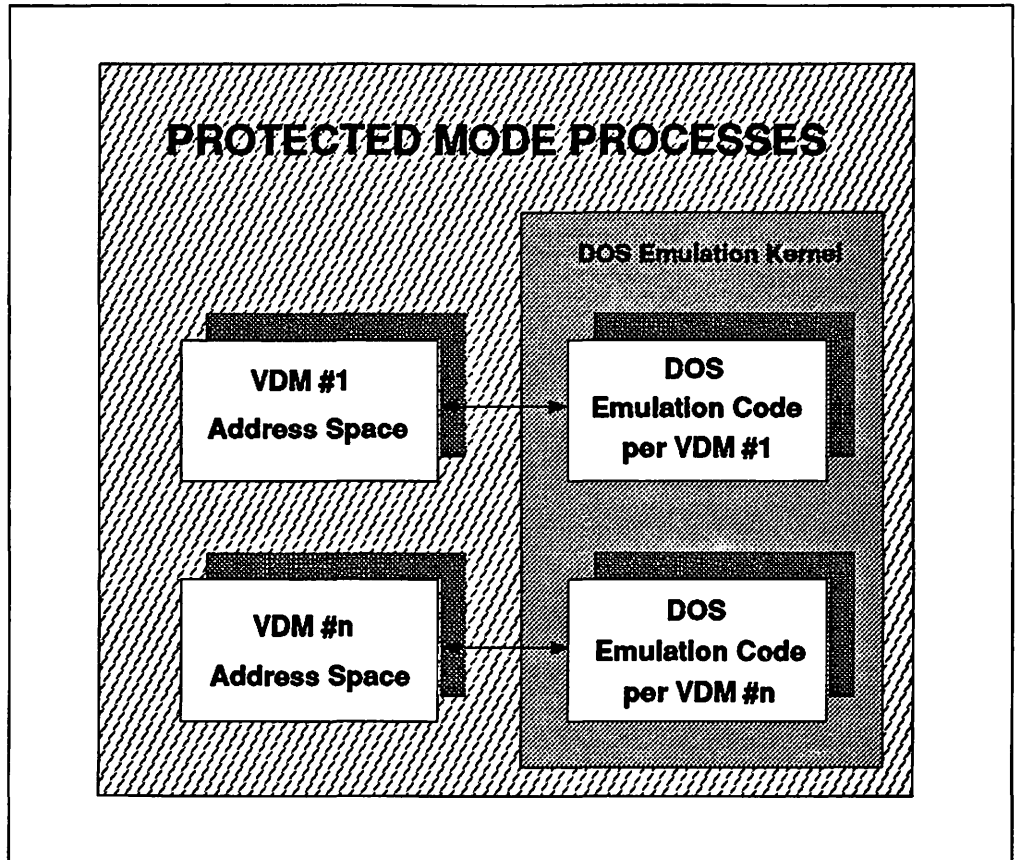 PROTECTED MODE PROCESSES
DOS Emulation Kernel
VDM #1
Address Space
DOS
Emulation Code
per VDM #1
VDM #n
Address Space
DOS
Emulation Code
per VDM #n